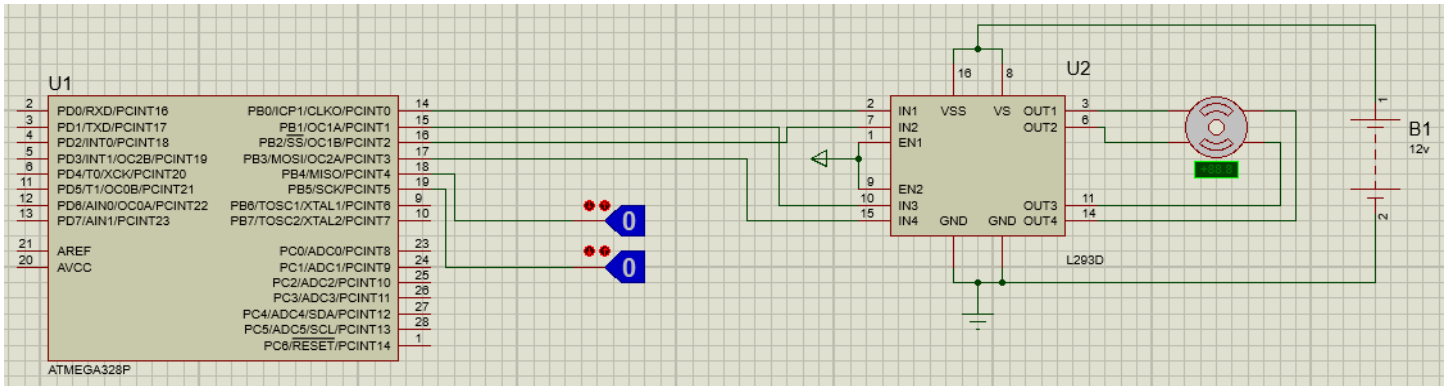 U1
2 PD0/RXD/PCINT16 PB0/ICP1/CLKO/PCINT0 14
3 PD1/TXD/PCINT17 PB1/OC1A/PCINT1 15
4 PD2/INT0/PCINT18 PB2/SS/OC1B/PCINT2 16
5 PD3/INT1/OC2B/PCINT19 PB3/MOSI/OC2A/PCINT3 17
6 PD4/T0/XCK/PCINT20 PB4/MISO/PCINT4 18
11 PD5/T1/OC0B/PCINT21 PB5/SCK/PCINT5 19
12 PD6/AIN0/OC0A/PCINT22 PB6/TOSC1/XTAL1/PCINT6 9
13 PD7/AIN1/PCINT23 PB7/TOSC2/XTAL2/PCINT7 10
21 AREF PC0/ADC0/PCINT8 23
20 AVCC PC1/ADC1/PCINT9 24
PC2/ADC2/PCINT10 25
PC3/ADC3/PCINT11 26
PC4/ADC4/SDA/PCINT12 27
PC5/ADC5/SCL/PCINT13 28
PC6/RESET/PCINT14 1
ATMEGA328P
0
0
16 8 U2
2 IN1 VSS VS OUT1 3
7 IN2 OUT2 6
1 EN1
9 EN2
10 IN3 OUT3 11
15 IN4 GND GND OUT4 14
L293D
+88.8
1
B1
12v
2